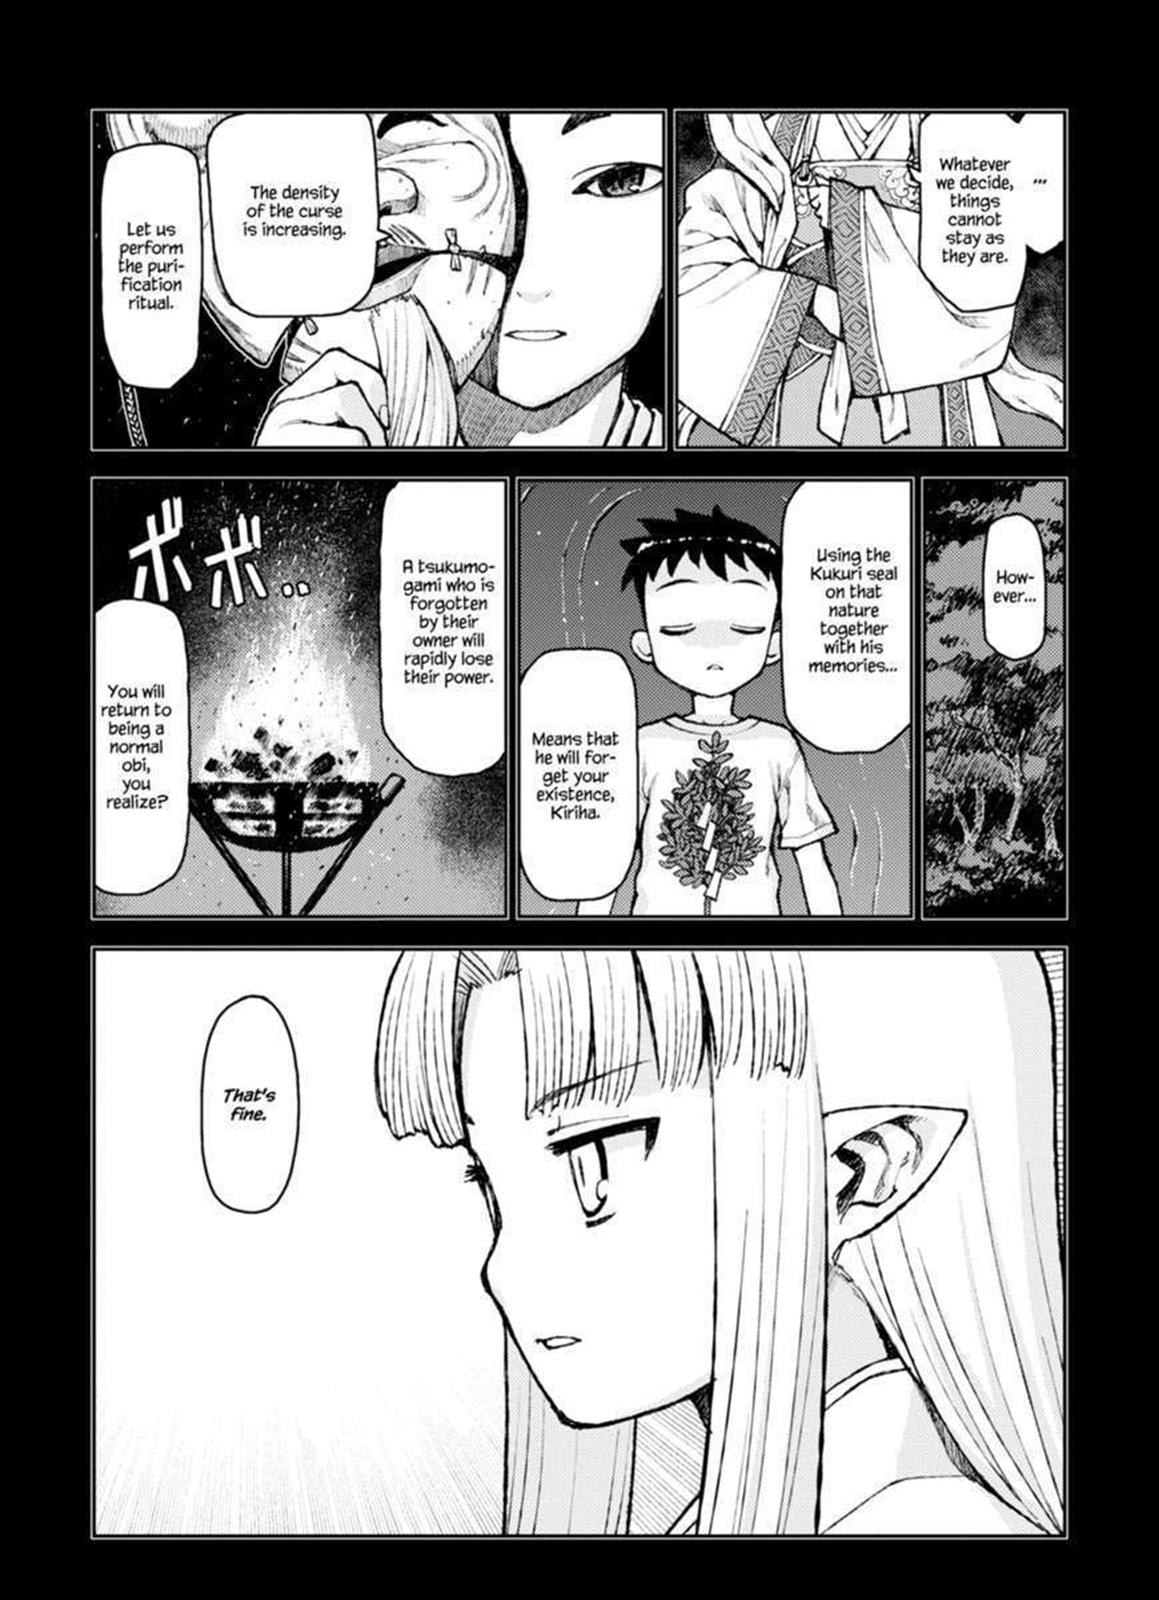 ...
Whatever
we decide,
things
cannot
stay as
they are.
The density
of the curse
is increasing.
Let us
perform
the puri-
fication
ritual.
How-
ever...
Using the
Kukuri seal
on that
nature
together
with his
memories...
Means that
he will for-
get your
existence,
Kiriha.
A tsukumo-
gami who is
forgotten
by their
owner will
rapidly lose
their power.
ボボ..
You will
return to
being a
normal
obi,
you
realize?
That's
fine.